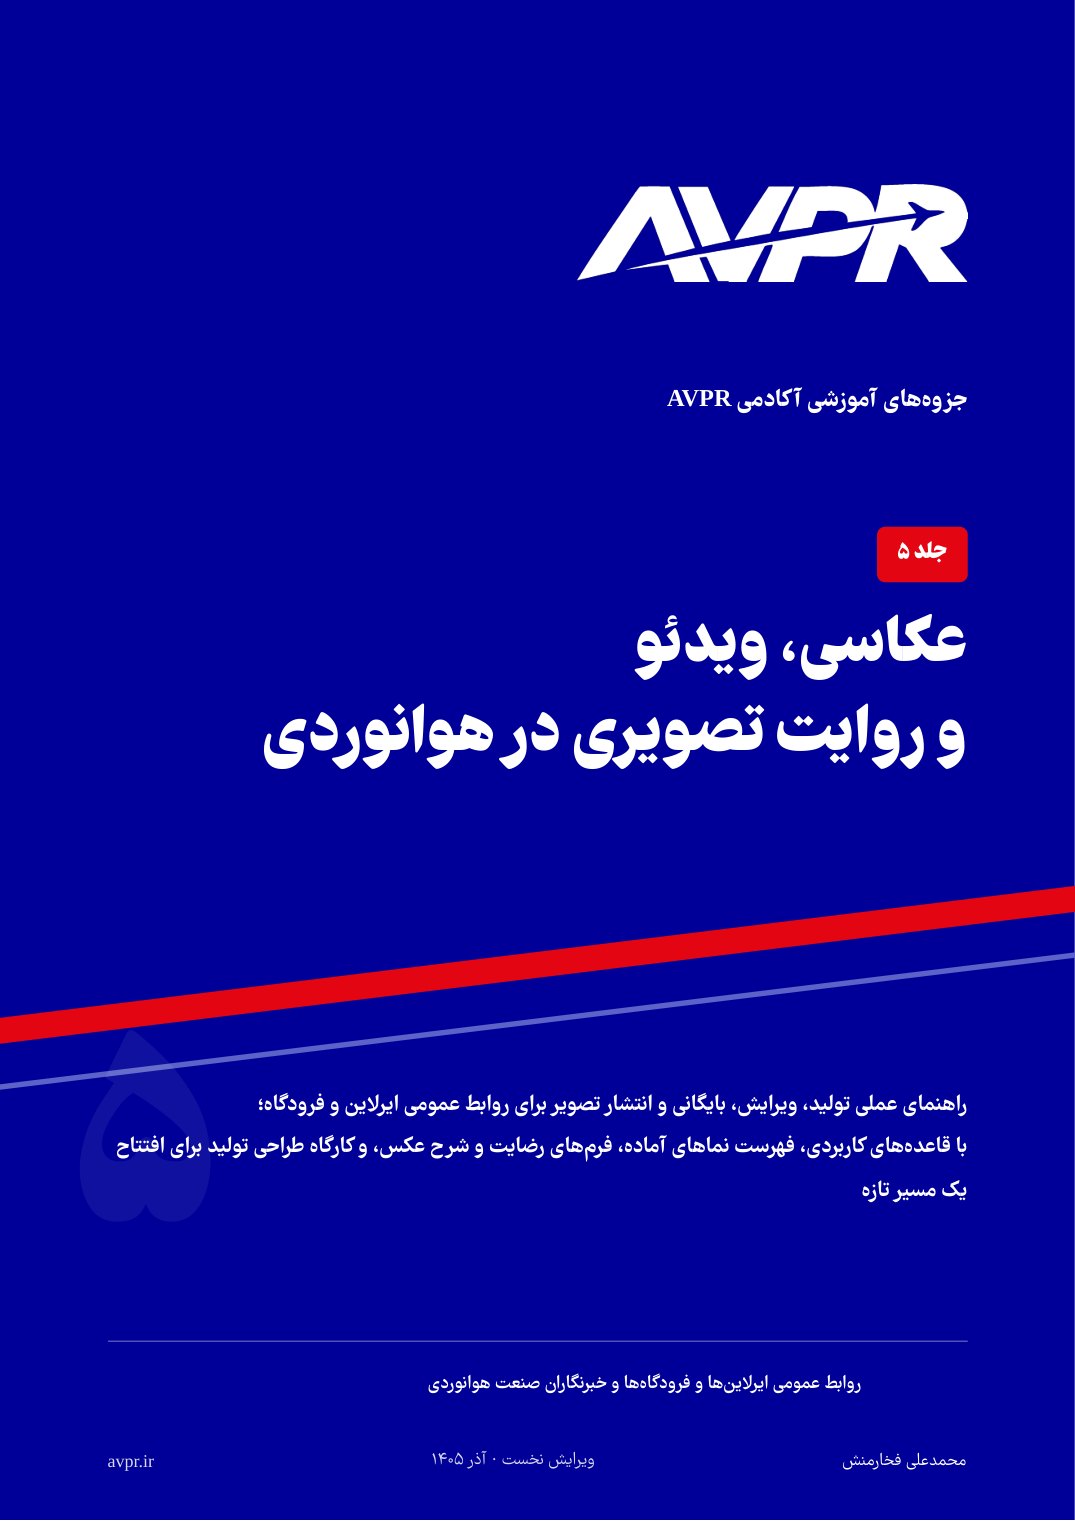 AVPR
جزوه‌های آموزشی آکادمی AVPR
جلد ۵
عکاسی، ویدئو
و روایت تصویری در هوانوردی
۵
راهنمای عملی تولید، ویرایش، بایگانی و انتشار تصویر برای روابط عمومی ایرلاین و فرودگاه؛
با قاعده‌های کاربردی، فهرست نماهای آماده، فرم‌های رضایت و شرح عکس، و کارگاه طراحی تولید برای افتتاح
یک مسیر تازه
روابط عمومی ایرلاین‌ها و فرودگاه‌ها و خبرنگاران صنعت هوانوردی
محمدعلی فخارمنش
ویرایش نخست · آذر ۱۴۰۵
avpr.ir